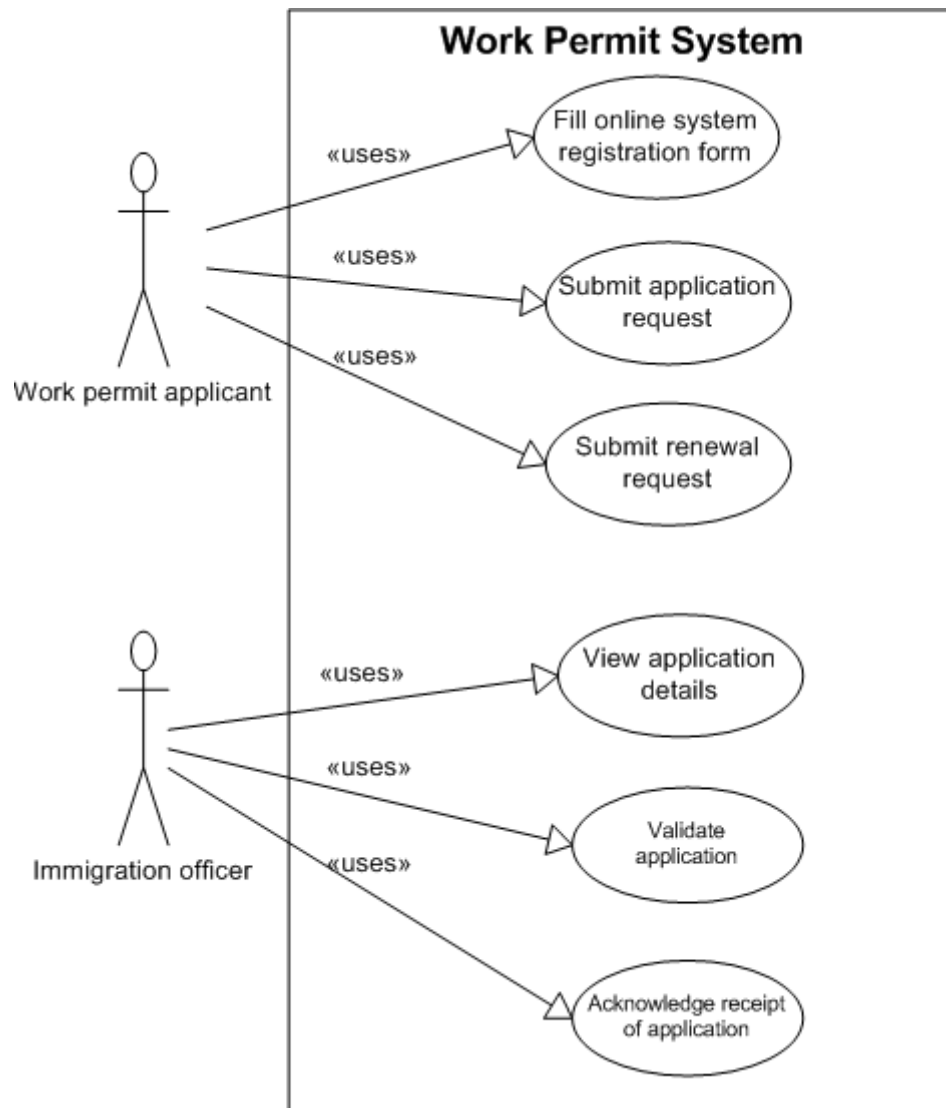 Work Permit System
Fill online system
registration form
«uses»
«uses»
Submit application
request
«uses»
Work permit applicant
Submit renewal
request
View application
details
«uses»
«uses»
Validate
application
Immigration officer
«uses»
Acknowledge receipt
of application